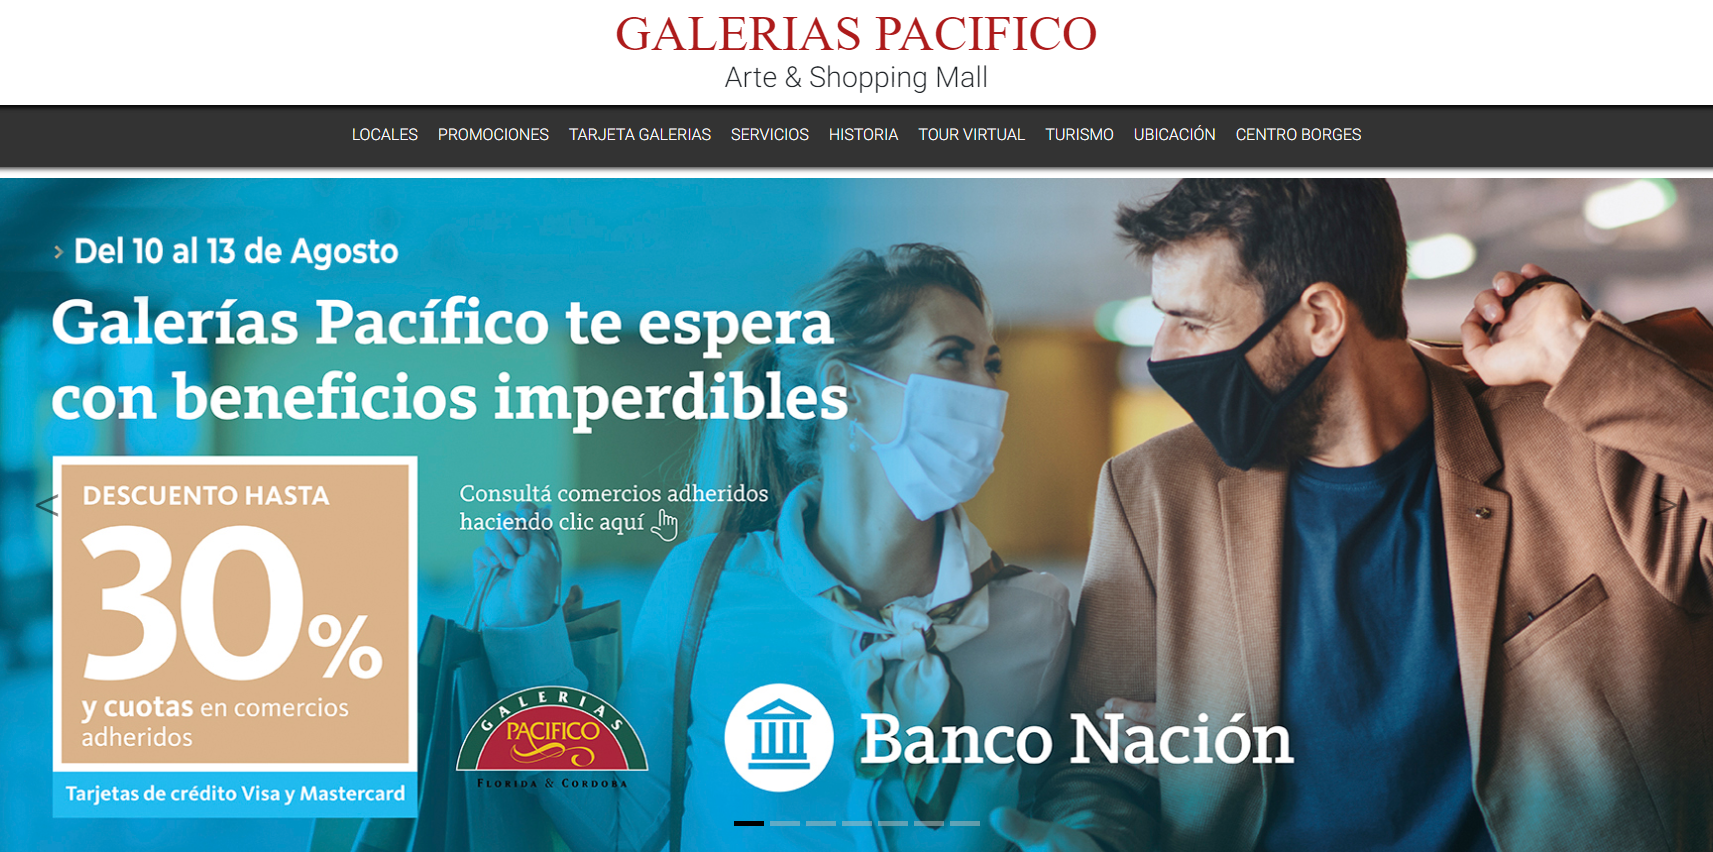 GALERIAS PACIFICO
Arte & Shopping Mall
LOCALES PROMOCIONES TARJETA GALERIAS SERVICIOS HISTORIA TOUR VIRTUAL TURISMO UBICACIÓN CENTRO BORGES
> Del 10 al 13 de Agosto
Galerías Pacífico te espera
con beneficios imperdibles
DESCUENTO HASTA
30%
y cuotas en comercios
adheridos
Tarjetas de crédito Visa y Mastercard
Consultá comercios adheridos
haciendo clic aquí
GALERIAS
PACIFICO
FLORIDA & CORDOBA
Banco Nación